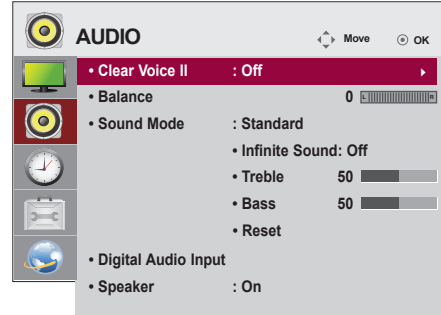 AUDIO Move OK
• Clear Voice II : Off
• Balance 0 L R
• Sound Mode : Standard
• Infinite Sound: Off
• Treble 50
• Bass 50
• Reset
• Digital Audio Input
• Speaker : On